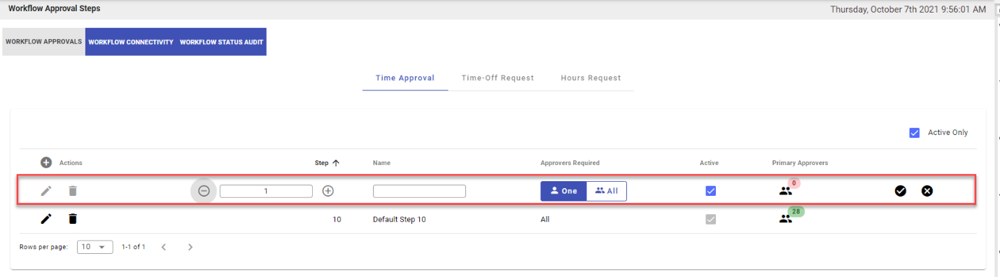 Workflow Approval Steps
Thursday, October 7th 2021 9:56:01 AM
WORKFLOW APPROVALS WORKFLOW CONNECTIVITY WORKFLOW STATUS AUDIT
Time Approval Time-Off Request Hours Request
Active Only
Actions Step Name Approvers Required Active Primary Approvers
1 One All 0
10 Default Step 10 All 28
Rows per page: 10 1-1 of 1